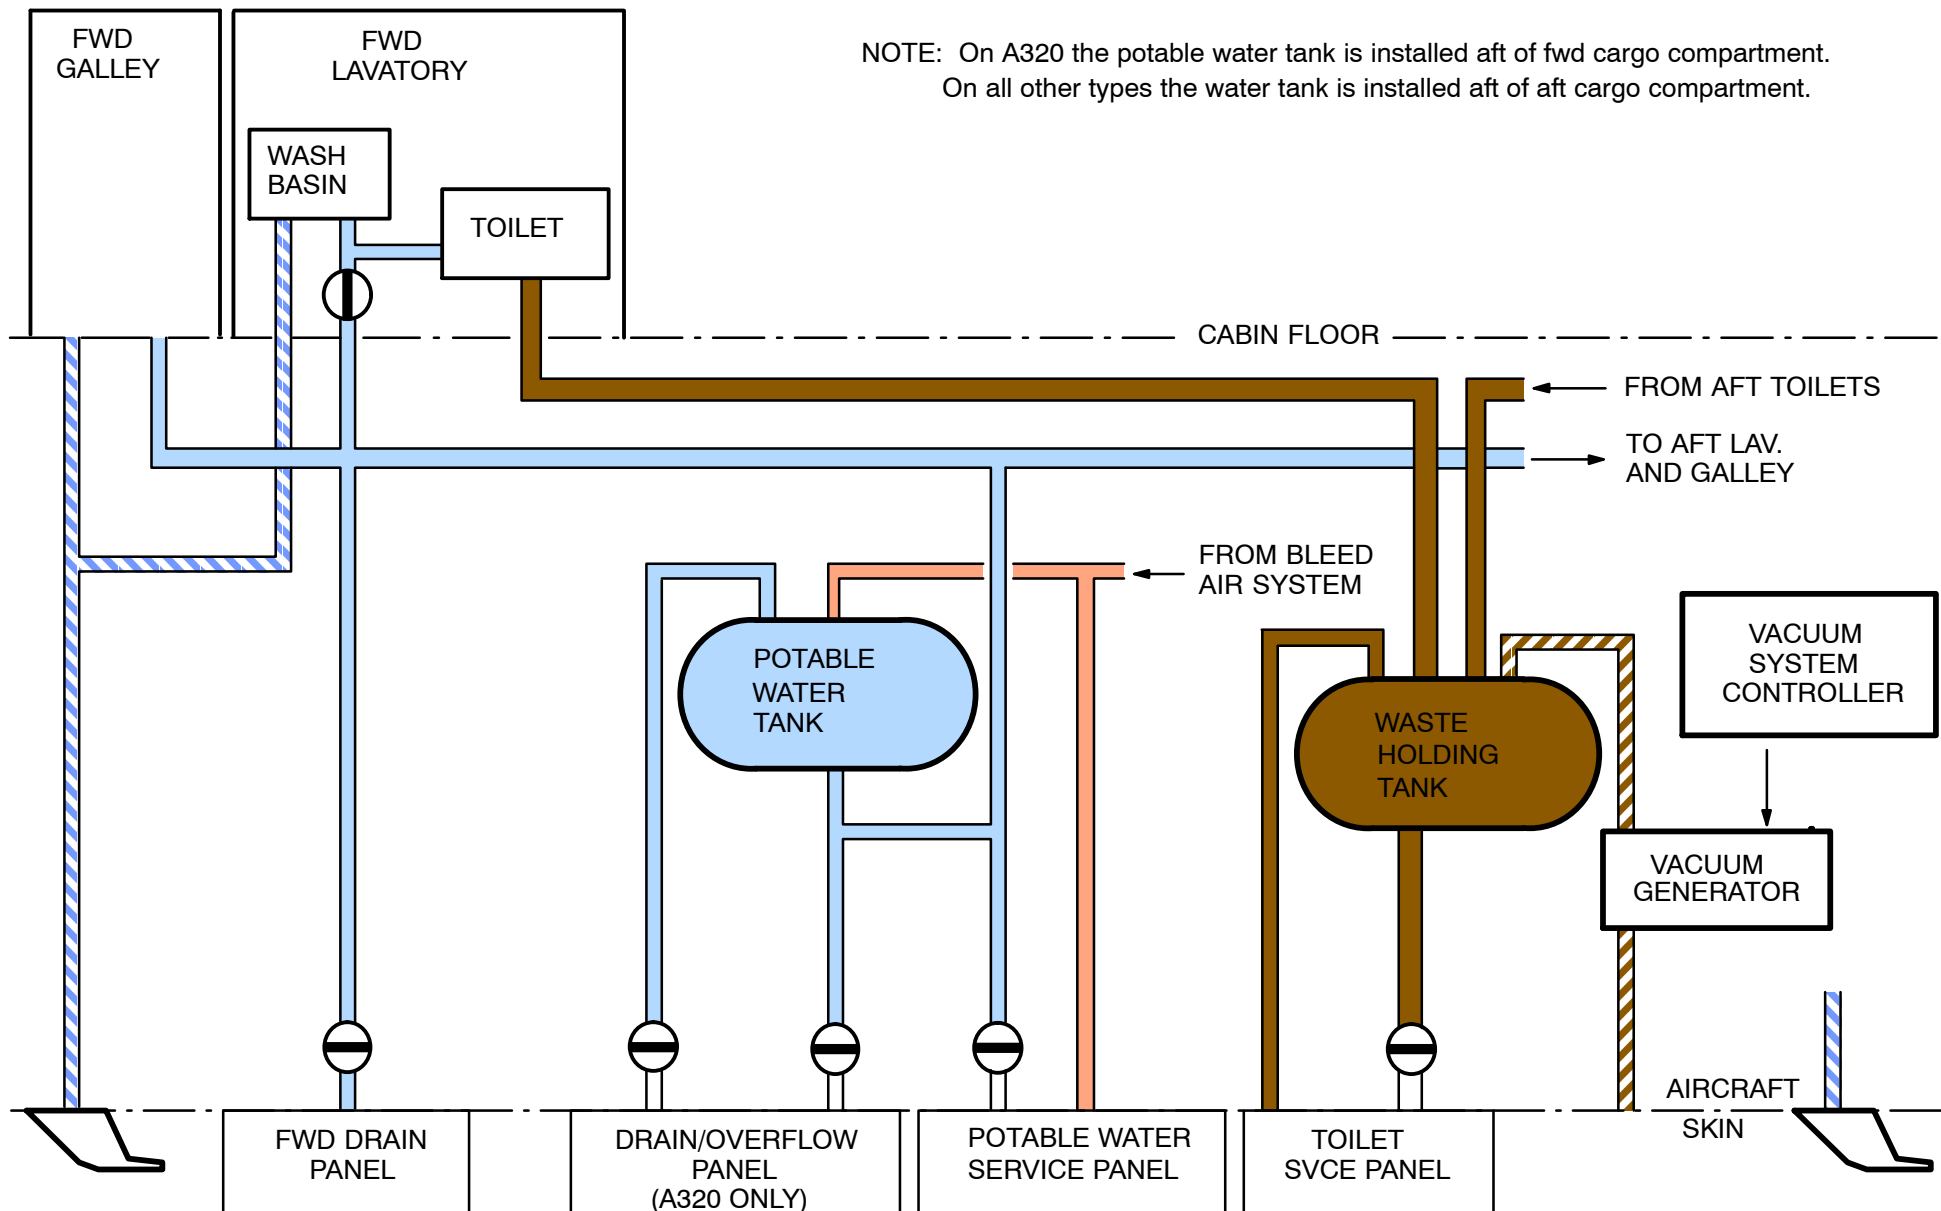 FWD
GALLEY
FWD
LAVATORY
NOTE: On A320 the potable water tank is installed aft of fwd cargo compartment.
On all other types the water tank is installed aft of aft cargo compartment.
WASH
BASIN
TOILET
CABIN FLOOR
FROM AFT TOILETS
TO AFT LAV.
AND GALLEY
FROM BLEED
AIR SYSTEM
POTABLE
WATER
TANK
WASTE
HOLDING
TANK
VACUUM
SYSTEM
CONTROLLER
VACUUM
GENERATOR
AIRCRAFT
SKIN
FWD DRAIN
PANEL
DRAIN/OVERFLOW
PANEL
(A320 ONLY)
POTABLE WATER
SERVICE PANEL
TOILET
SVCE PANEL